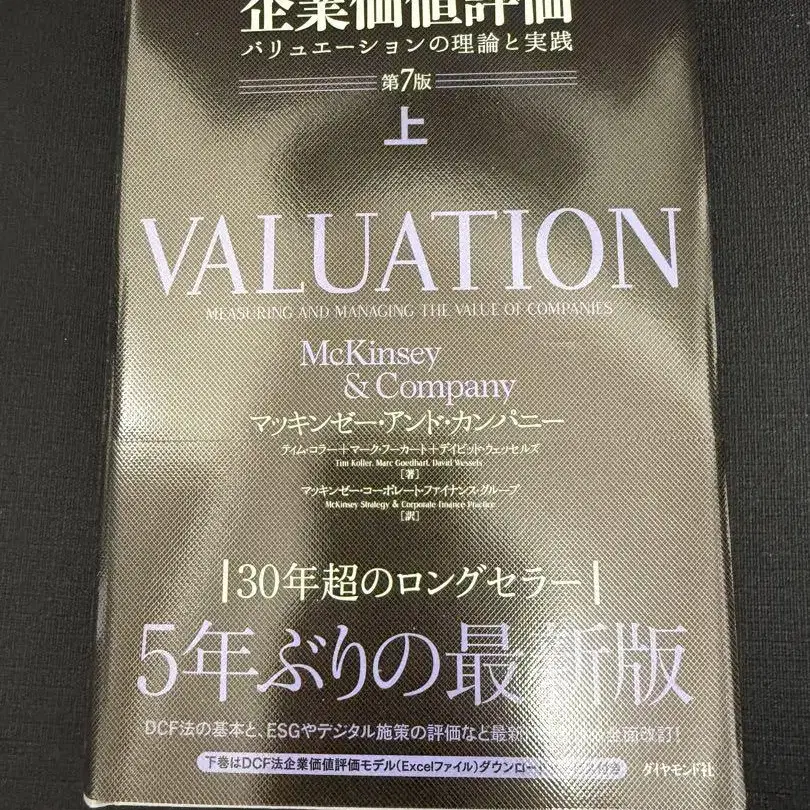 企業価値評価
バリュエーションの理論と実践
第7版
上
VALUATION
MEASURING AND MANAGING THE VALUE OF COMPANIES
McKinsey
& Company
マッキンゼー・アンド・カンパニー
ティム・コラー+マーク・フーカート+デイビッド・ウェッセルズ
Tim Koller, Marc Goedhart, David Wessels
[著]
マッキンゼー・コーポレート・ファイナンス・グループ
McKinsey Strategy & Corporate Finance Practice
[訳]
30年超のロングセラー
5年ぶりの最新版
DCF法の基本と、ESGやデジタル施策の評価など最新 全面改訂!
下巻はDCF法企業価値評価モデル(Excelファイル)ダウンロー 付き
ダイヤモンド社